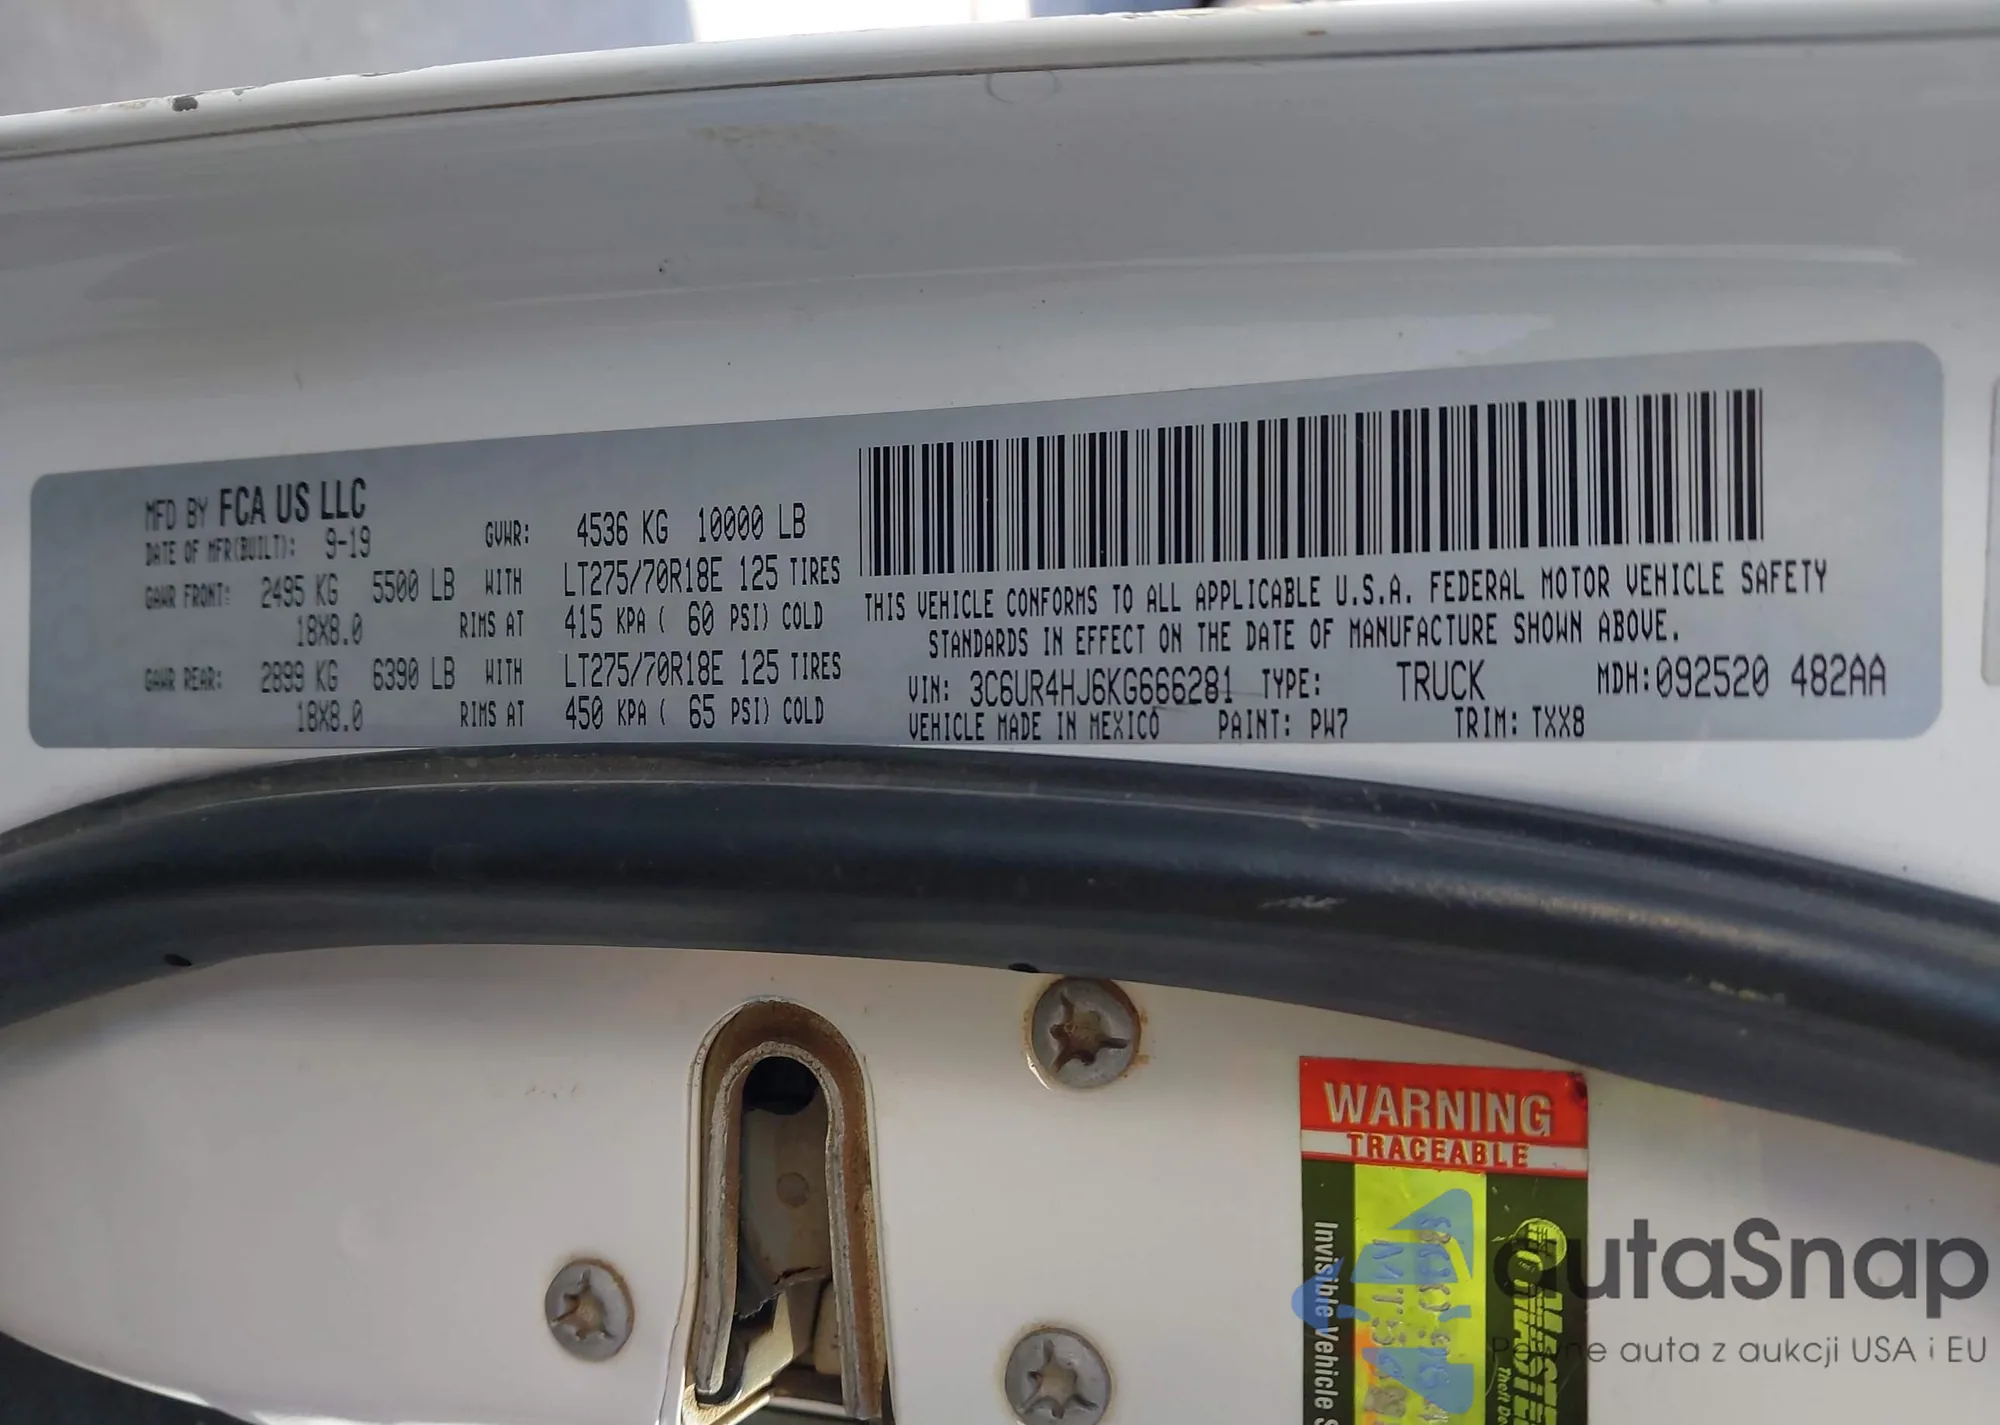 MFD BY FCA US LLC
DATE OF MFR(BUILT): 9-19 GVWR: 4536 KG 10000 LB
GAWR FRONT: 2495 KG 5500 LB WITH LT275/70R18E 125 TIRES
18X8.0 RIMS AT 415 KPA ( 60 PSI) COLD
GAWR REAR: 2899 KG 6390 LB WITH LT275/70R18E 125 TIRES
18X8.0 RIMS AT 450 KPA ( 65 PSI) COLD
THIS VEHICLE CONFORMS TO ALL APPLICABLE U.S.A. FEDERAL MOTOR VEHICLE SAFETY
STANDARDS IN EFFECT ON THE DATE OF MANUFACTURE SHOWN ABOVE.
VIN: 3C6UR4HJ6KG666281 TYPE: TRUCK MDH:092520 482AA
VEHICLE MADE IN MEXICO PAINT: PW7 TRIM: TXX8
WARNING
TRACEABLE
Invisible Vehicle
Theft
autaSnap
Pewne auta z aukcji USA i EU